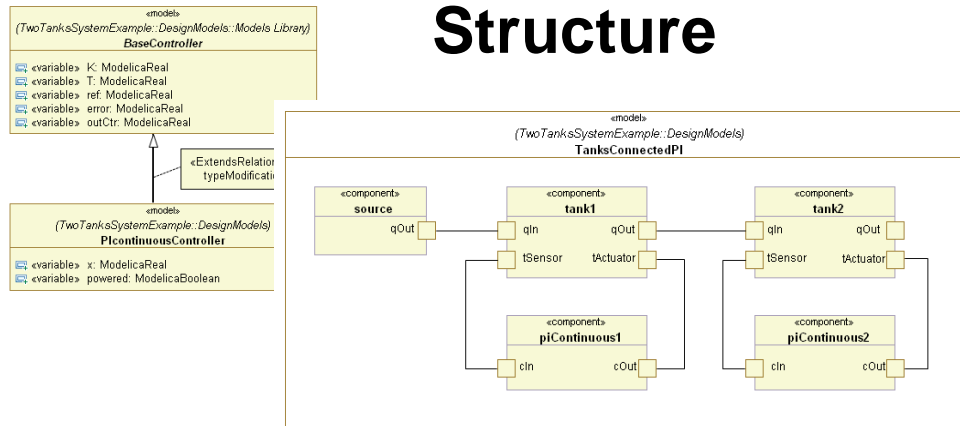 Structure
«model»
(TwoTanksSystemExample::DesignModels::Models Library)
BaseController
«variable» K: ModelicaReal
«variable» T: ModelicaReal
«variable» ref: ModelicaReal
«variable» error: ModelicaReal
«variable» outCtr: ModelicaReal
«ExtendsRelation
typeModificati
«model»
(TwoTanksSystemExample::DesignModels)
PIcontinuousController
«variable» x: ModelicaReal
«variable» powered: ModelicaBoolean
«model»
(TwoTanksSystemExample::DesignModels)
TanksConnectedPI
«component»
source
qOut
«component»
tank1
qIn qOut
tSensor tActuator
«component»
tank2
qIn qOut
tSensor tActuator
«component»
piContinuous1
cIn cOut
«component»
piContinuous2
cIn cOut